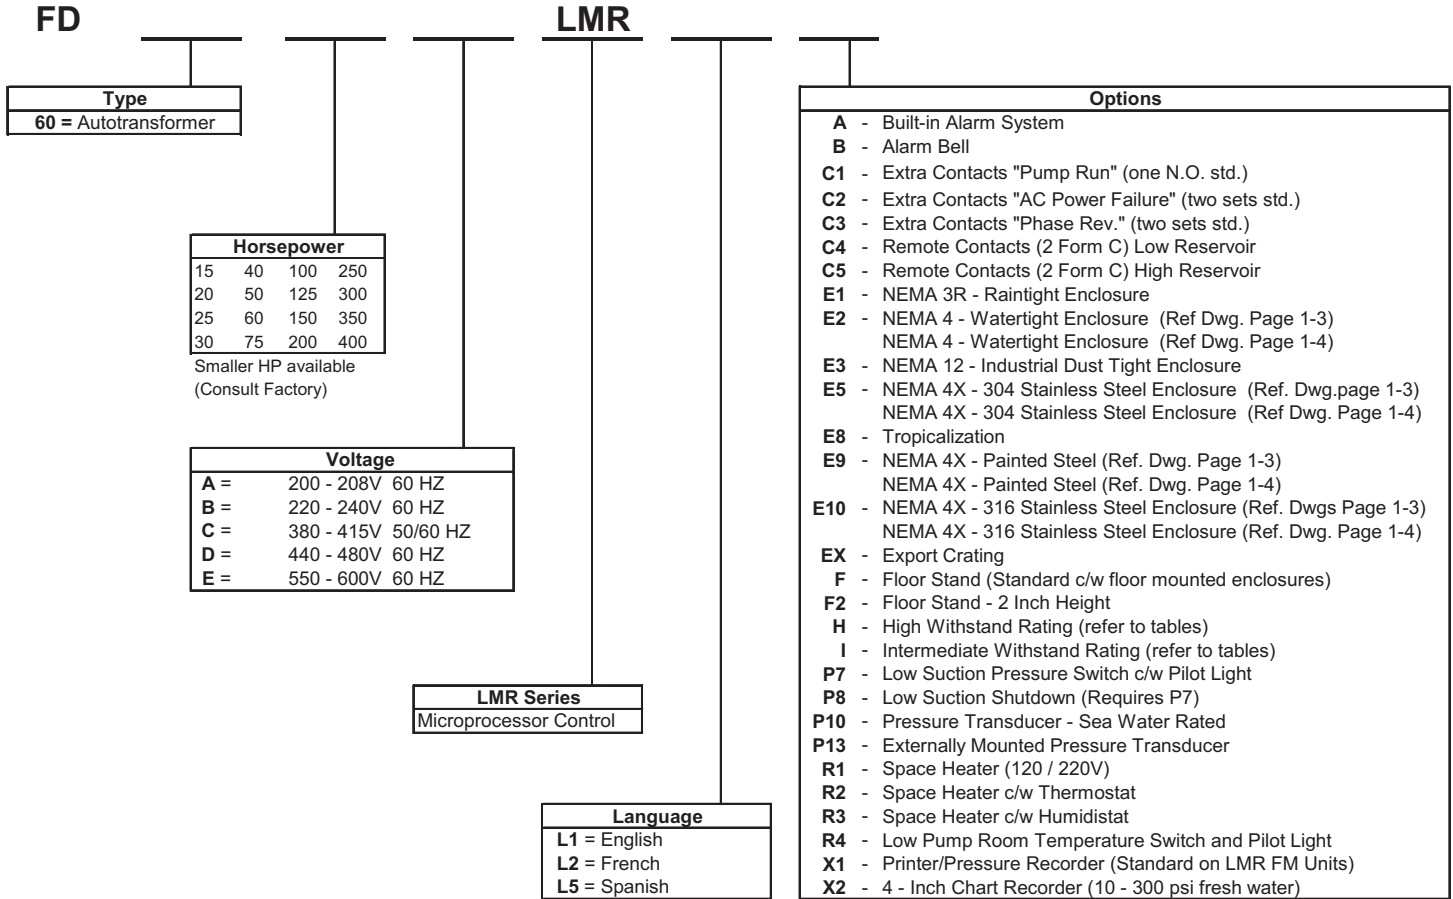 FD LMR
Type
60 = Autotransformer
Horsepower
15 40 100 250
20 50 125 300
25 60 150 350
30 75 200 400
Smaller HP available
(Consult Factory)
Voltage
A = 200 - 208V 60 HZ
B = 220 - 240V 60 HZ
C = 380 - 415V 50/60 HZ
D = 440 - 480V 60 HZ
E = 550 - 600V 60 HZ
LMR Series
Microprocessor Control
Language
L1 = English
L2 = French
L5 = Spanish
Options
A - Built-in Alarm System
B - Alarm Bell
C1 - Extra Contacts "Pump Run" (one N.O. std.)
C2 - Extra Contacts "AC Power Failure" (two sets std.)
C3 - Extra Contacts "Phase Rev." (two sets std.)
C4 - Remote Contacts (2 Form C) Low Reservoir
C5 - Remote Contacts (2 Form C) High Reservoir
E1 - NEMA 3R - Raintight Enclosure
E2 - NEMA 4 - Watertight Enclosure (Ref Dwg. Page 1-3)
NEMA 4 - Watertight Enclosure (Ref Dwg. Page 1-4)
E3 - NEMA 12 - Industrial Dust Tight Enclosure
E5 - NEMA 4X - 304 Stainless Steel Enclosure (Ref. Dwg.page 1-3)
NEMA 4X - 304 Stainless Steel Enclosure (Ref Dwg. Page 1-4)
E8 - Tropicalization
E9 - NEMA 4X - Painted Steel (Ref. Dwg. Page 1-3)
NEMA 4X - Painted Steel (Ref. Dwg. Page 1-4)
E10 - NEMA 4X - 316 Stainless Steel Enclosure (Ref. Dwgs Page 1-3)
NEMA 4X - 316 Stainless Steel Enclosure (Ref. Dwg. Page 1-4)
EX - Export Crating
F - Floor Stand (Standard c/w floor mounted enclosures)
F2 - Floor Stand - 2 Inch Height
H - High Withstand Rating (refer to tables)
I - Intermediate Withstand Rating (refer to tables)
P7 - Low Suction Pressure Switch c/w Pilot Light
P8 - Low Suction Shutdown (Requires P7)
P10 - Pressure Transducer - Sea Water Rated
P13 - Externally Mounted Pressure Transducer
R1 - Space Heater (120 / 220V)
R2 - Space Heater c/w Thermostat
R3 - Space Heater c/w Humidistat
R4 - Low Pump Room Temperature Switch and Pilot Light
X1 - Printer/Pressure Recorder (Standard on LMR FM Units)
X2 - 4 - Inch Chart Recorder (10 - 300 psi fresh water)